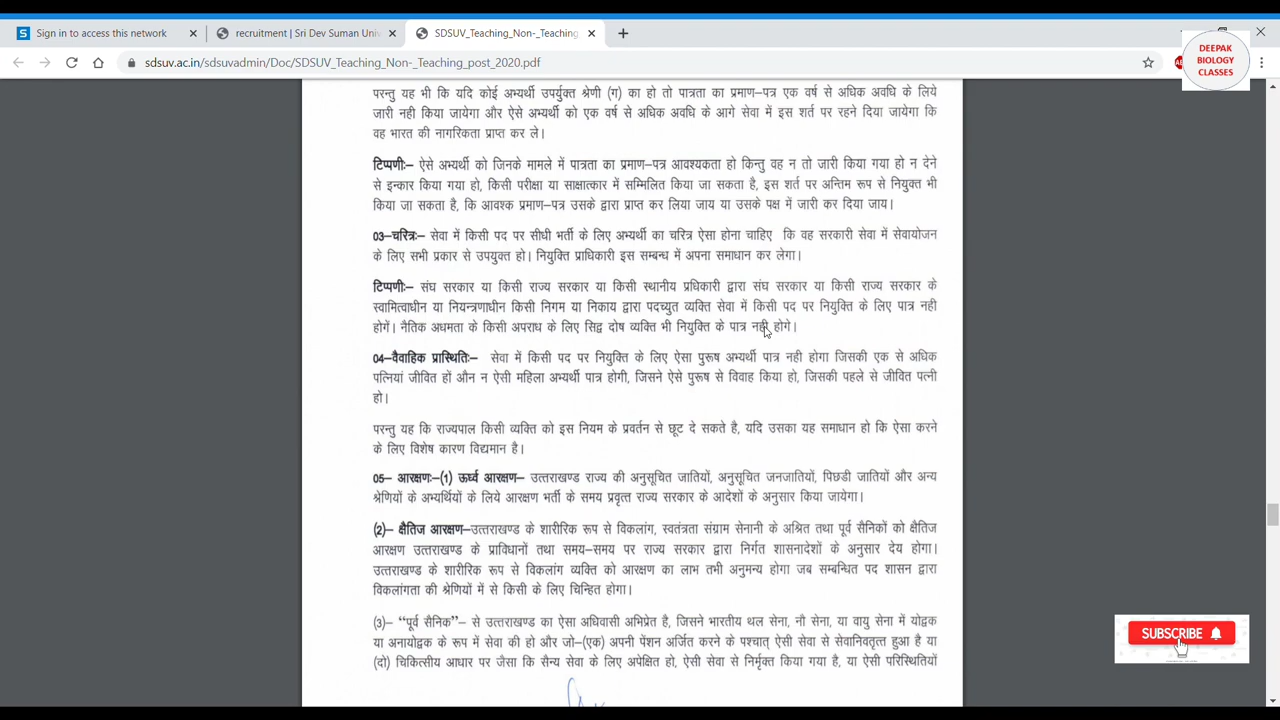 Sign in to access this network
recruitment | Sri Dev Suman Univ
SDSUV_Teaching_Non-_Teaching
sdsuv.ac.in/sdsuvadmin/Doc/SDSUV_Teaching_Non-_Teaching_post_2020.pdf
DEEPAK
BIOLOGY
CLASSES
परन्तु यह भी कि यदि कोई अभ्यर्थी उपर्युक्त श्रेणी (ग) का हो तो पात्रता का प्रमाण–पत्र एक वर्ष से अधिक अवधि के लिये
जारी नही किया जायेगा और ऐसे अभ्यर्थी को एक वर्ष से अधिक अवधि के आगे सेवा में इस शर्त पर रहने दिया जायेगा कि
वह भारत की नागरिकता प्राप्त कर ले।
टिप्पणीः– ऐसे अभ्यर्थी को जिनके मामले में पात्रता का प्रमाण–पत्र आवश्यकता हो किन्तु वह न तो जारी किया गया हो न देने
से इन्कार किया गया हो, किसी परीक्षा या साक्षात्कार में सम्मिलित किया जा सकता है, इस शर्त पर अन्तिम रूप से नियुक्त भी
किया जा सकता है, कि आवश्क प्रमाण–पत्र उसके द्वारा प्राप्त कर लिया जाय या उसके पक्ष में जारी कर दिया जाय।
03–चरित्रः– सेवा में किसी पद पर सीधी भर्ती के लिए अभ्यर्थी का चरित्र ऐसा होना चाहिए कि वह सरकारी सेवा में सेवायोजन
के लिए सभी प्रकार से उपयुक्त हो। नियुक्ति प्राधिकारी इस सम्बन्ध में अपना समाधान कर लेगा।
टिप्पणीः– संघ सरकार या किसी राज्य सरकार या किसी स्थानीय प्रधिकारी द्वारा संघ सरकार या किसी राज्य सरकार के
स्वामित्वाधीन या नियन्त्रणाधीन किसी निगम या निकाय द्वारा पदच्युत व्यक्ति सेवा में किसी पद पर नियुक्ति के लिए पात्र नही
होगें। नैतिक अधमता के किसी अपराध के लिए सिद्व दोष व्यक्ति भी नियुक्ति के पात्र नही होगे।
04–वैवाहिक प्रास्थितिः– सेवा में किसी पद पर नियुक्ति के लिए ऐसा पुरूष अभ्यर्थी पात्र नही होगा जिसकी एक से अधिक
पत्नियां जीवित हों औन न ऐसी महिला अभ्यर्थी पात्र होगी, जिसने ऐसे पुरूष से विवाह किया हो, जिसकी पहले से जीवित पत्नी
हो।
परन्तु यह कि राज्यपाल किसी व्यक्ति को इस नियम के प्रवर्तन से छूट दे सकते है, यदि उसका यह समाधान हो कि ऐसा करने
के लिए विशेष कारण विद्यमान है।
05– आरक्षणः–(1) ऊर्ध्व आरक्षण– उत्तराखण्ड राज्य की अनुसूचित जातियों, अनुसूचित जनजातियों, पिछडी जातियों और अन्य
श्रेणियों के अभ्यर्थियों के लिये आरक्षण भर्ती के समय प्रवृत्त राज्य सरकार के आदेशों के अनुसार किया जायेगा।
(2)– क्षैतिज आरक्षण–उत्तराखण्ड के शारीरिक रूप से विकलांग, स्वतंत्रता संग्राम सेनानी के अश्रित तथा पूर्व सैनिकों को क्षैतिज
आरक्षण उत्तराखण्ड के प्राविधानों तथा समय–समय पर राज्य सरकार द्वारा निर्गत शासनादेशों के अनुसार देय होगा।
उत्तराखण्ड के शारीरिक रूप से विकलांग व्यक्ति को आरक्षण का लाभ तभी अनुमन्य होगा जब सम्बन्धित पद शासन द्वारा
विकलांगता की श्रेणियों में से किसी के लिए चिन्हित होगा।
(3)– “पूर्व सैनिक”– से उत्तराखण्ड का ऐसा अधिवासी अभिप्रेत है, जिसने भारतीय थल सेना, नौ सेना, या वायु सेना में योद्वक
या अनायोद्वक के रूप में सेवा की हो और जो–(एक) अपनी पेंशन अर्जित करने के पश्चात् ऐसी सेवा से सेवानिवतृत्त हुआ है या
(दो) चिकित्सीय आधार पर जैसा कि सैन्य सेवा के लिए अपेक्षित हो, ऐसी सेवा से निर्मृक्त किया गया है, या ऐसी परिस्थितियों
SUBSCRIBE